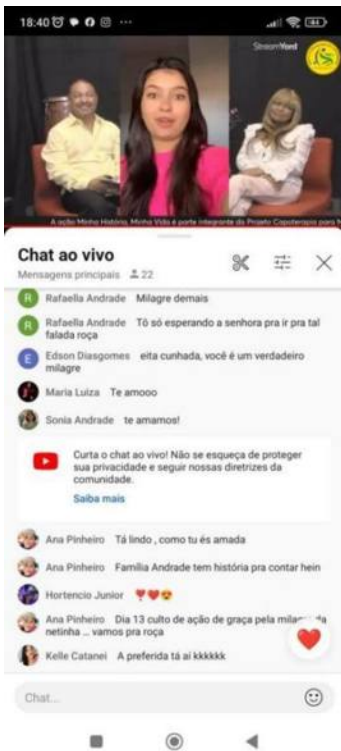 18:40
StreamYard
A ação Minha História, Minha Vida é parte integrante do Projeto Capoterapia para
Chat ao vivo
Mensagens principais 22
R Rafaella Andrade Milagre demais
R Rafaella Andrade Tô só esperando a senhora pra ir pra tal
falada roça
E Edson Diasgomes eita cunhada, você é um verdadeiro
milagre
Maria Luiza Te amooo
Sonia Andrade te amamos!
Curta o chat ao vivo! Não se esqueça de proteger
sua privacidade e seguir nossas diretrizes da
comunidade.
Saiba mais
Ana Pinheiro Tá lindo , como tu és amada
Ana Pinheiro Família Andrade tem história pra contar hein
Hortencio Junior ❣️❤️😍
Ana Pinheiro Dia 13 culto de ação de graça pela da
netinha ... vamos pra roça
Kelle Catanei A preferida tá aí kkkkkk
Chat...